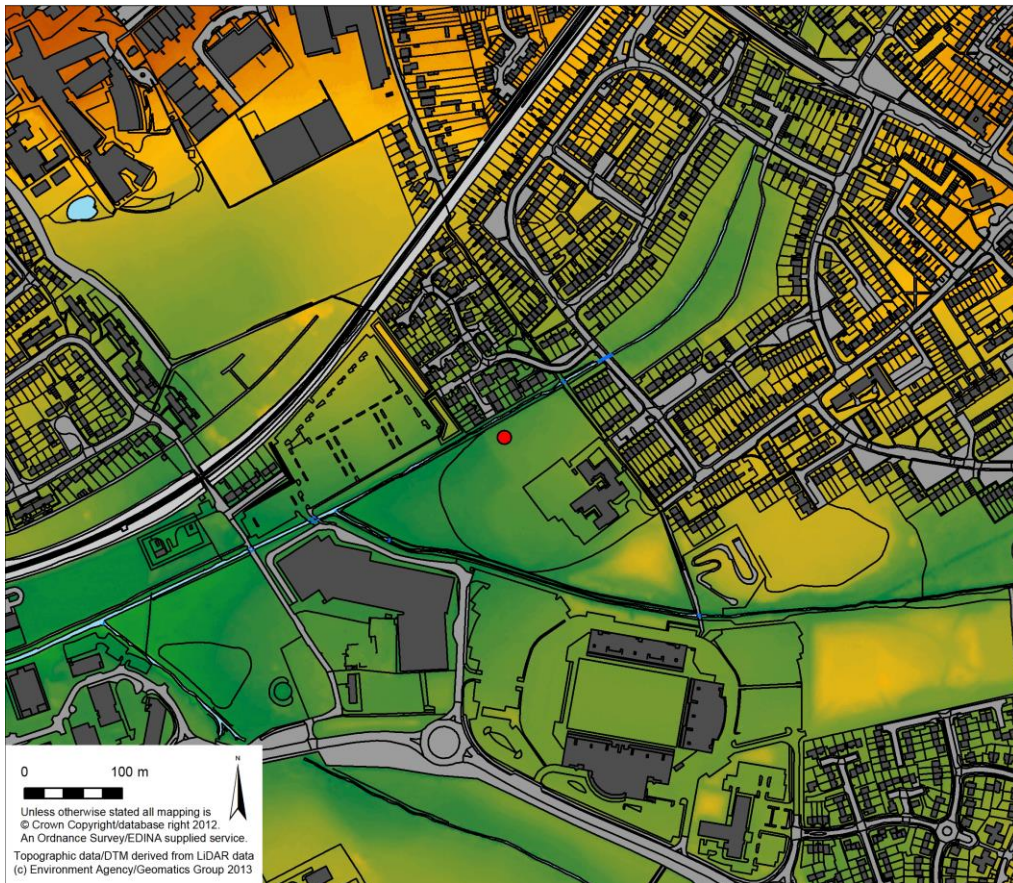 N
0 100 m
Unless otherwise stated all mapping is
© Crown Copyright/database right 2012.
An Ordnance Survey/EDINA supplied service.
Topographic data/DTM derived from LiDAR data
(c) Environment Agency/Geomatics Group 2013